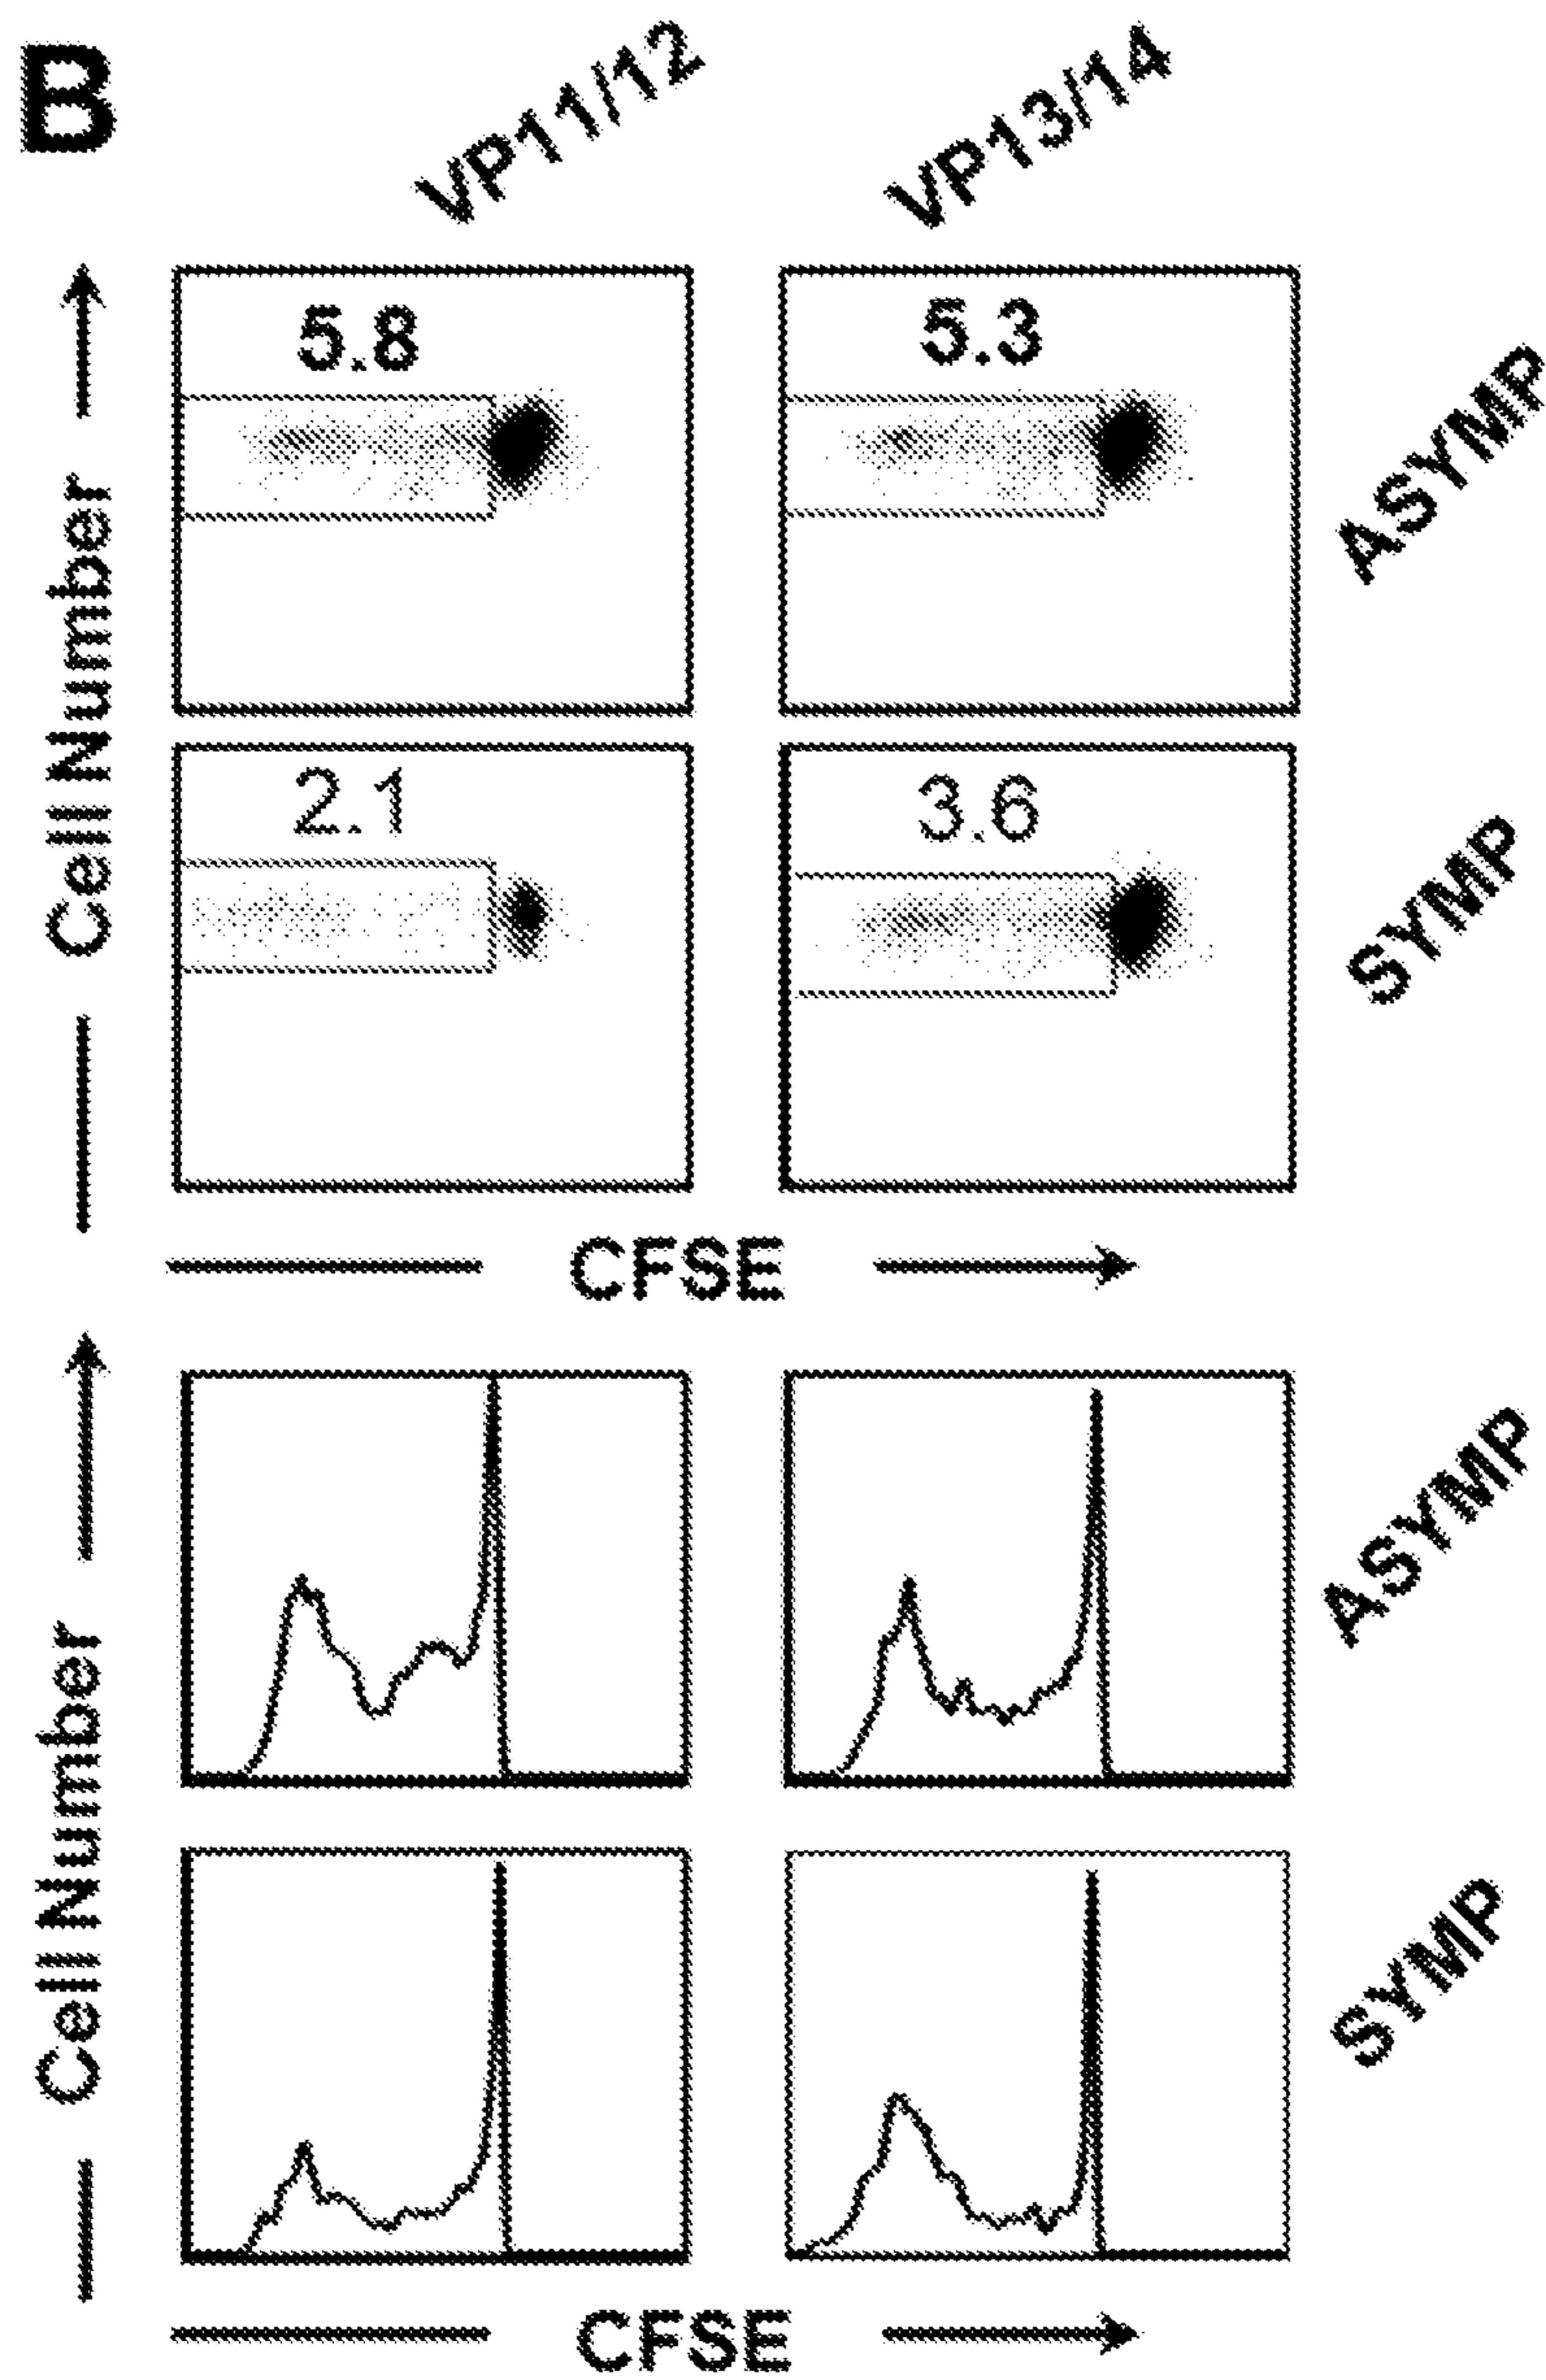 B
VP11/12
VP13/14
5.8
5.3
ASYMP
Cell Number
2.1
3.6
SYMP
CFSE
ASYMP
Cell Number
SYMP
CFSE